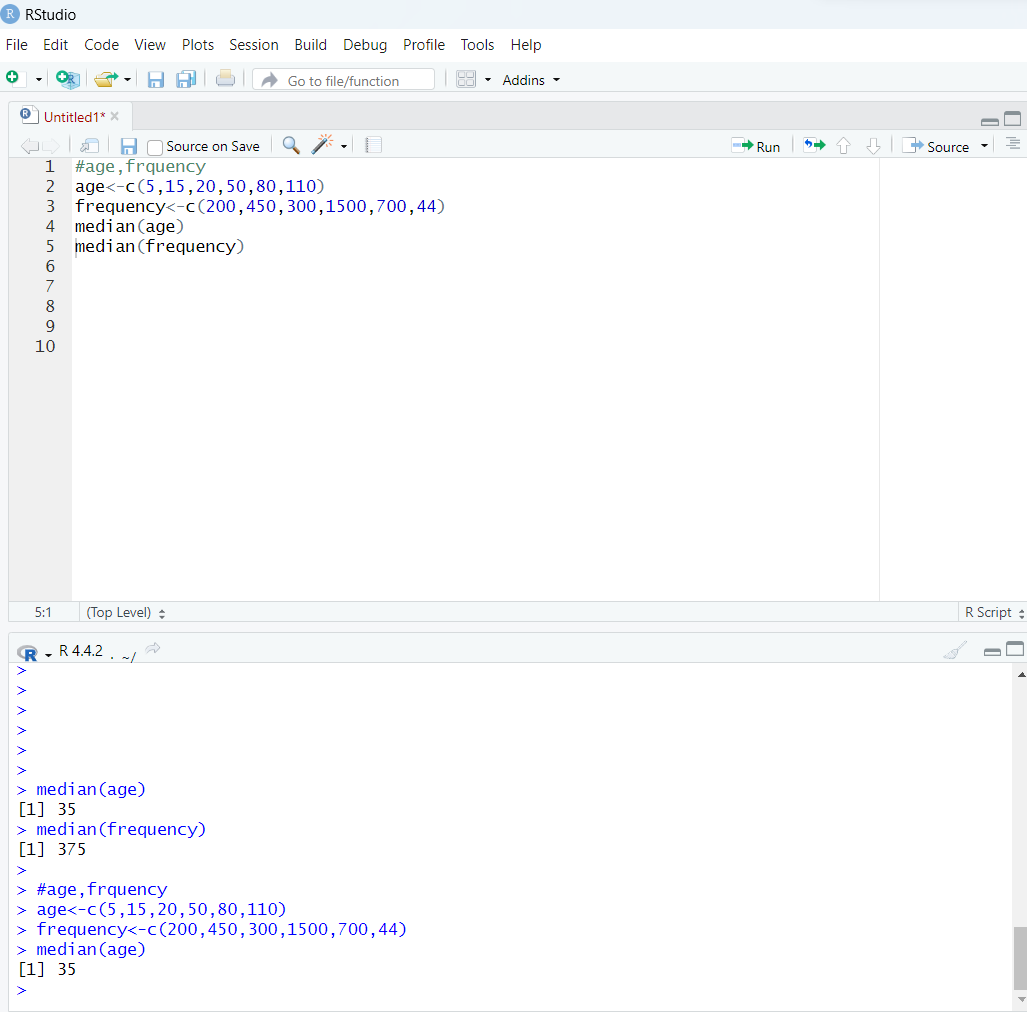 RStudio
File Edit Code View Plots Session Build Debug Profile Tools Help
Go to file/function Addins
Untitled1*
Source on Save Run Source
1 #age,frquency
2 age<-c(5,15,20,50,80,110)
3 frequency<-c(200,450,300,1500,700,44)
4 median(age)
5 median(frequency)
6
7
8
9
10
5:1 (Top Level) R Script
R 4.4.2 . ~/
>
>
>
>
>
>
> median(age)
[1] 35
> median(frequency)
[1] 375
>
> #age,frquency
> age<-c(5,15,20,50,80,110)
> frequency<-c(200,450,300,1500,700,44)
> median(age)
[1] 35
>